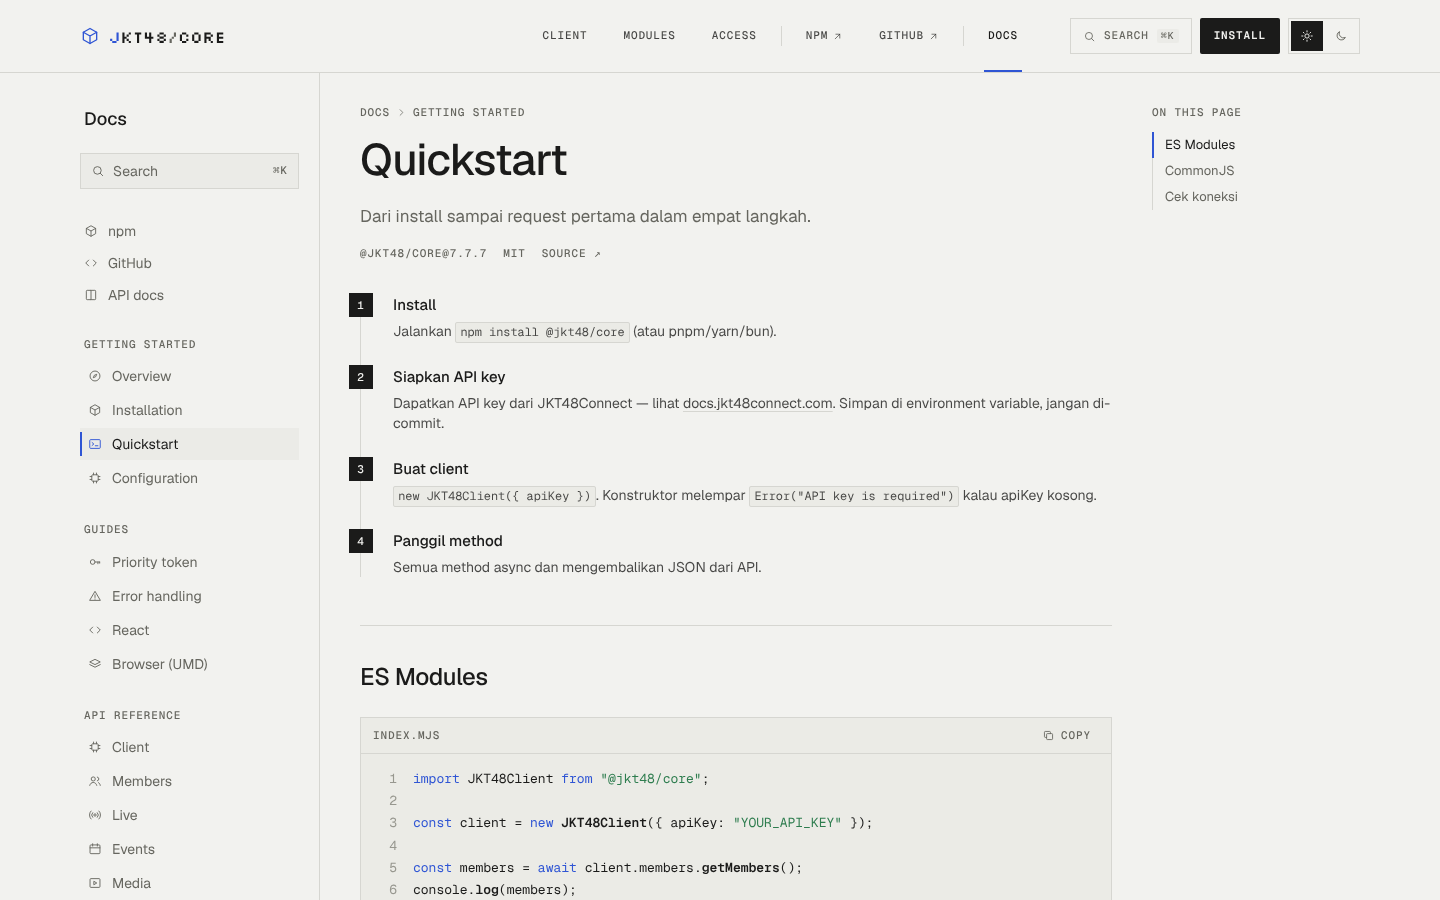 JKT48/CORE
CLIENT
MODULES
ACCESS
NPM ↗
GITHUB ↗
DOCS
SEARCH ⌘K
INSTALL
Docs
Search ⌘K
npm
GitHub
API docs
GETTING STARTED
Overview
Installation
Quickstart
Configuration
GUIDES
Priority token
Error handling
React
Browser (UMD)
API REFERENCE
Client
Members
Live
Events
Media
DOCS > GETTING STARTED
Quickstart
Dari install sampai request pertama dalam empat langkah.
@JKT48/CORE@7.7.7 MIT SOURCE ↗
1 Install
Jalankan npm install @jkt48/core (atau pnpm/yarn/bun).
2 Siapkan API key
Dapatkan API key dari JKT48Connect — lihat docs.jkt48connect.com. Simpan di environment variable, jangan di-
commit.
3 Buat client
new JKT48Client({ apiKey }). Konstruktor melempar Error("API key is required") kalau apiKey kosong.
4 Panggil method
Semua method async dan mengembalikan JSON dari API.
ES Modules
INDEX.MJS COPY
1 import JKT48Client from "@jkt48/core";
2
3 const client = new JKT48Client({ apiKey: "YOUR_API_KEY" });
4
5 const members = await client.members.getMembers();
6 console.log(members);
ON THIS PAGE
ES Modules
CommonJS
Cek koneksi